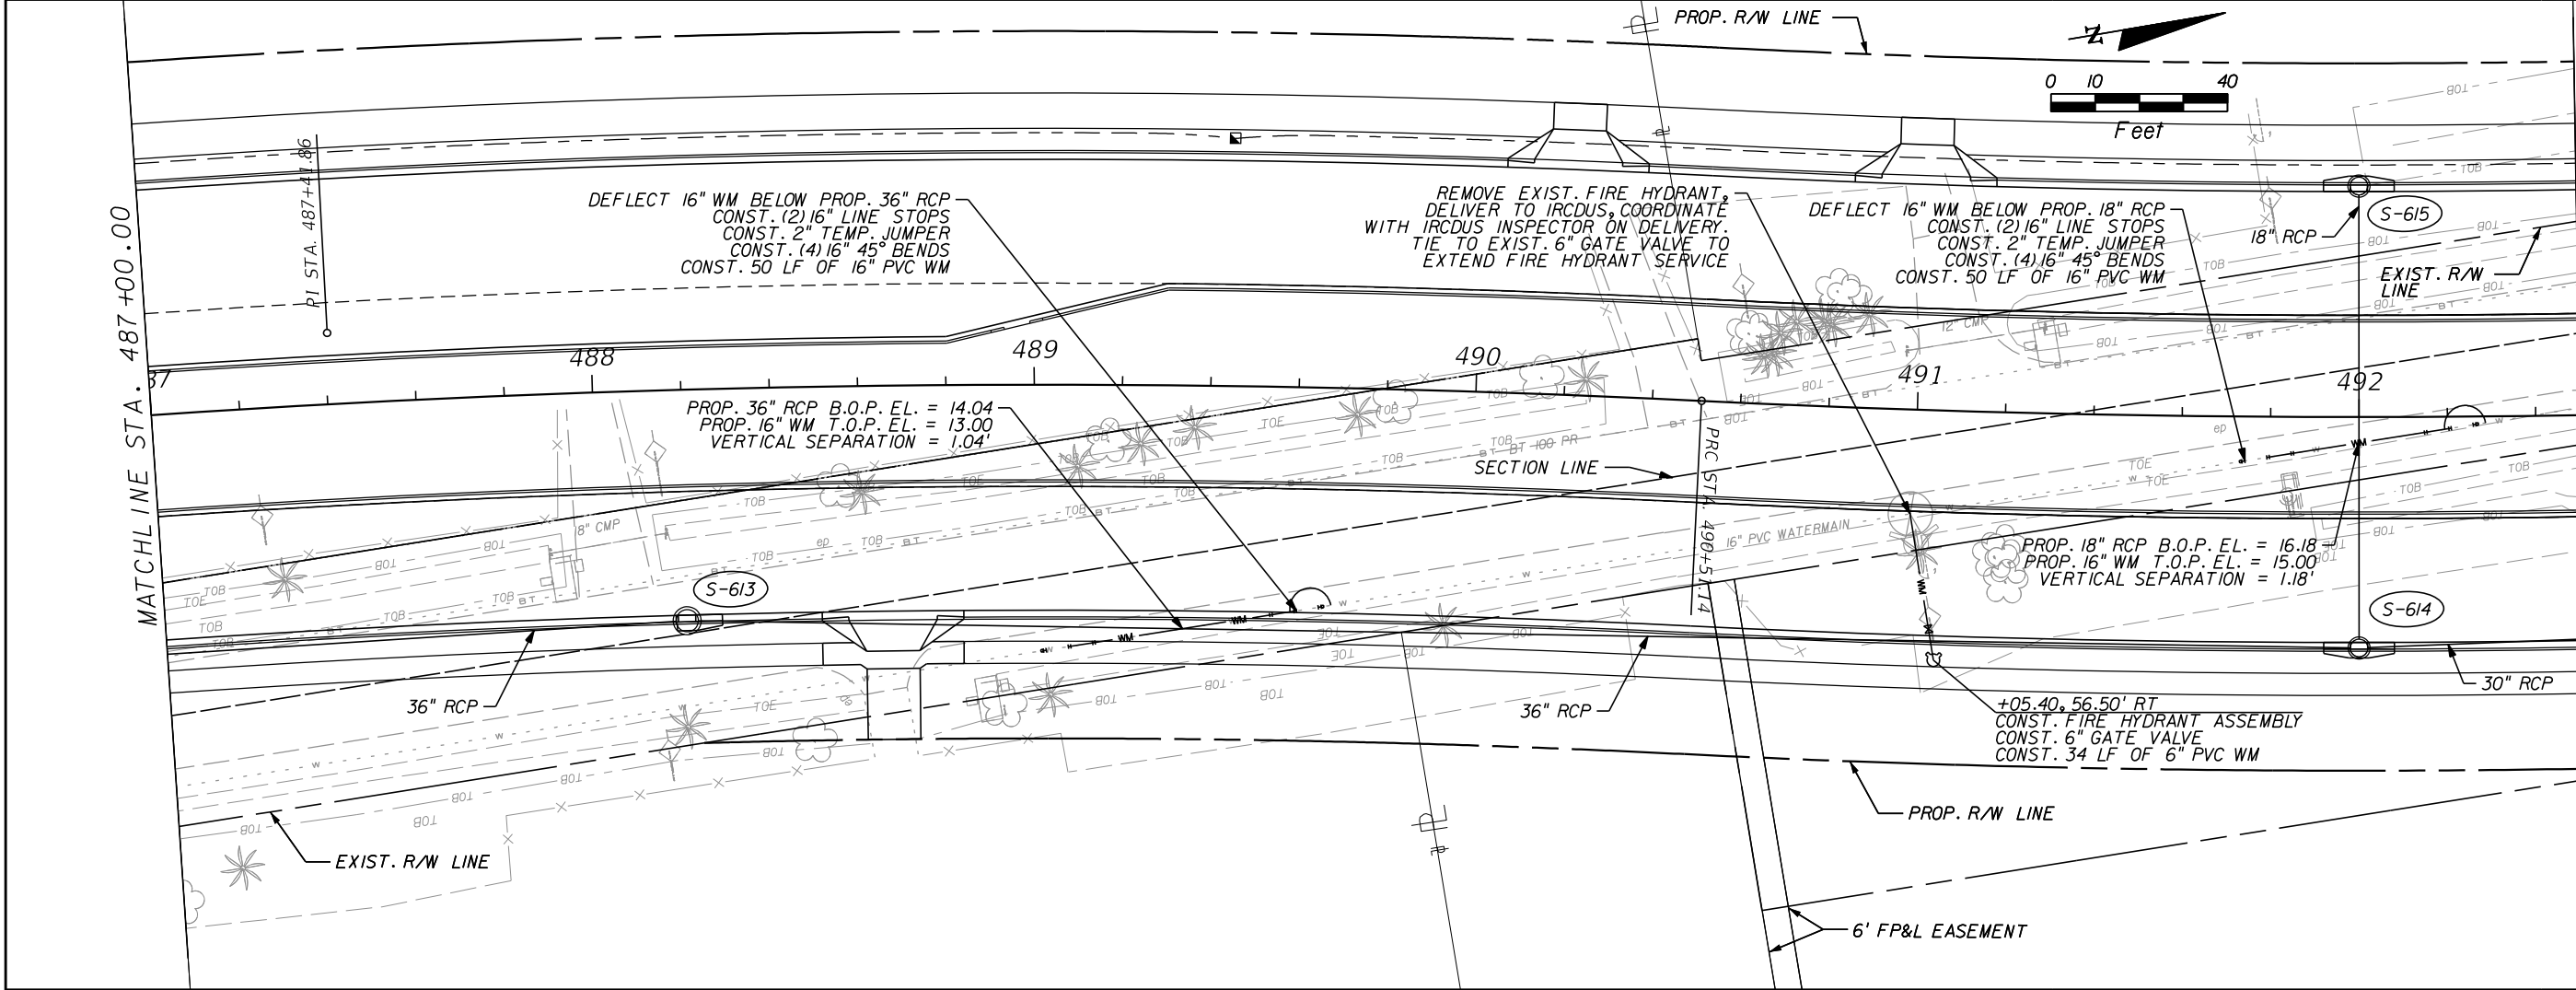 PROP. R/W LINE
N
0 10 40
Feet
MATCHLINE STA. 487+00.00
PI STA. 487+41.86
DEFLECT 16" WM BELOW PROP. 36" RCP
CONST. (2) 16" LINE STOPS
CONST. 2" TEMP. JUMPER
CONST. (4) 16" 45° BENDS
CONST. 50 LF OF 16" PVC WM
REMOVE EXIST. FIRE HYDRANT,
DELIVER TO IRCDUS, COORDINATE
WITH IRCDUS INSPECTOR ON DELIVERY.
TIE TO EXIST. 6" GATE VALVE TO
EXTEND FIRE HYDRANT SERVICE
DEFLECT 16" WM BELOW PROP. 18" RCP
CONST. (2) 16" LINE STOPS
CONST. 2" TEMP. JUMPER
CONST. (4) 16" 45° BENDS
CONST. 50 LF OF 16" PVC WM
S-615
18" RCP
EXIST. R/W
LINE
488
489
490
491
492
12" CMP
PROP. 36" RCP B.O.P. EL. = 14.04
PROP. 16" WM T.O.P. EL. = 13.00
VERTICAL SEPARATION = 1.04'
BT 100 PR
SECTION LINE
PRC STA. 490+51.14
16" PVC WATERMAIN
18" CMP
S-613
PROP. 18" RCP B.O.P. EL. = 16.18
PROP. 16" WM T.O.P. EL. = 15.00
VERTICAL SEPARATION = 1.18'
S-614
36" RCP
36" RCP
30" RCP
+05.40, 56.50' RT
CONST. FIRE HYDRANT ASSEMBLY
CONST. 6" GATE VALVE
CONST. 34 LF OF 6" PVC WM
PROP. R/W LINE
EXIST. R/W LINE
6' FP&L EASEMENT